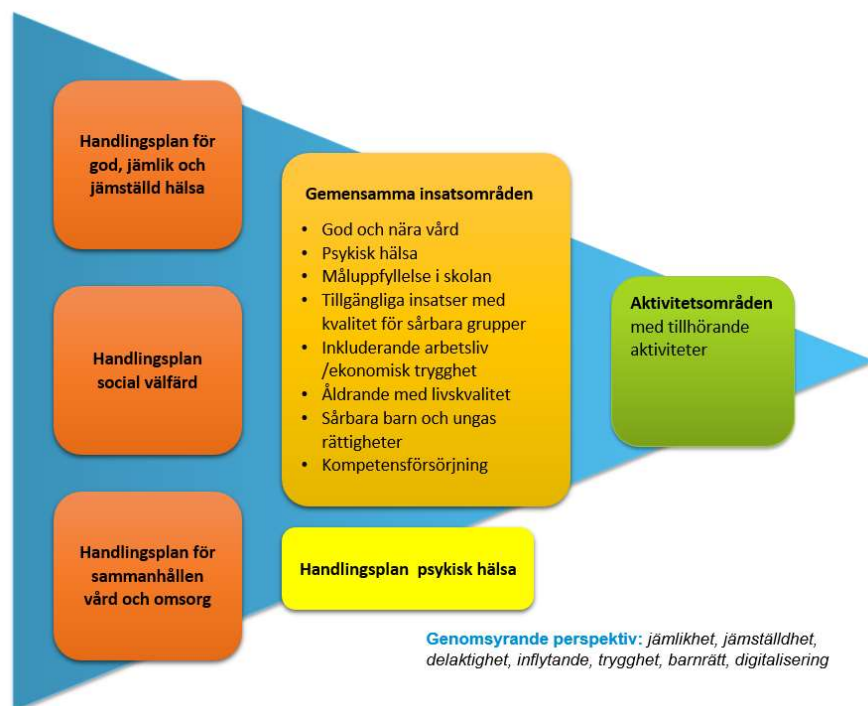 Handlingsplan för
god, jämlik och
jämställd hälsa
Handlingsplan
social välfärd
Handlingsplan för
sammanhållen
vård och omsorg
Gemensamma insatsområden
• God och nära vård
• Psykisk hälsa
• Måluppfyllelse i skolan
• Tillgängliga insatser med
kvalitet för sårbara grupper
• Inkluderande arbetsliv
/ekonomisk trygghet
• Åldrande med livskvalitet
• Sårbara barn och ungas
rättigheter
• Kompetensförsörjning
Handlingsplan psykisk hälsa
Aktivitetsområden
med tillhörande
aktiviteter
Genomsyrande perspektiv: jämlikhet, jämställdhet,
delaktighet, inflytande, trygghet, barnrätt, digitalisering